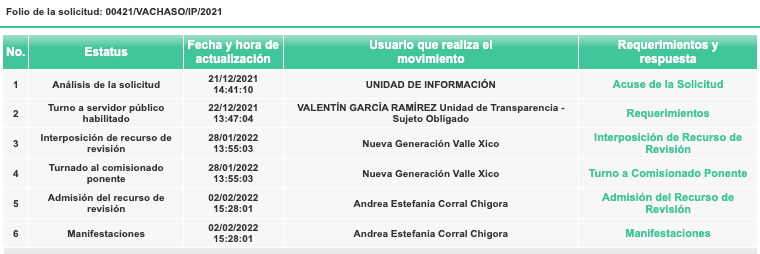 Folio de la solicitud: 00421/VACHASO/IP/2021
No. Estatus Fecha y hora de actualización Usuario que realiza el movimiento Requerimientos y respuesta
1 Análisis de la solicitud 21/12/2021 14:41:10 UNIDAD DE INFORMACIÓN Acuse de la Solicitud
2 Turno a servidor público habilitado 22/12/2021 13:47:04 VALENTÍN GARCÍA RAMÍREZ Unidad de Transparencia - Sujeto Obligado Requerimientos
3 Interposición de recurso de revisión 28/01/2022 13:55:03 Nueva Generación Valle Xico Interposición de Recurso de Revisión
4 Turnado al comisionado ponente 28/01/2022 13:55:03 Nueva Generación Valle Xico Turno a Comisionado Ponente
5 Admisión del recurso de revisión 02/02/2022 15:28:01 Andrea Estefania Corral Chigora Admisión del Recurso de Revisión
6 Manifestaciones 02/02/2022 15:28:01 Andrea Estefania Corral Chigora Manifestaciones